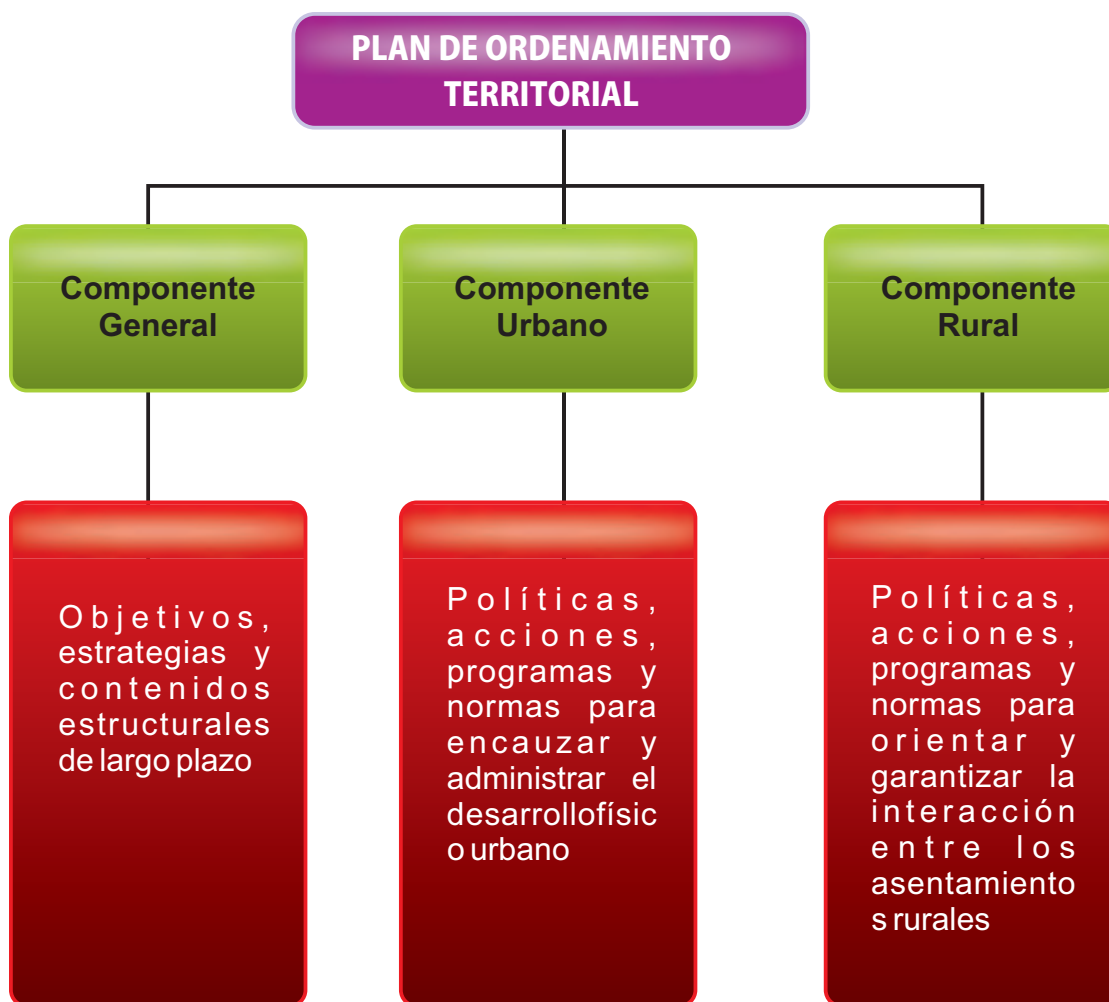 PLAN DE ORDENAMIENTO
TERRITORIAL
Componente
General
Componente
Urbano
Componente
Rural
Objetivos,
estrategias y
contenidos
estructurales
de largo plazo
Políticas,
acciones,
programas y
normas para
encauzar y
administrar el
desarrollofísic
o urbano
Políticas,
acciones,
programas y
normas para
orientar y
garantizar la
interacción
entre los
asentamiento
s rurales